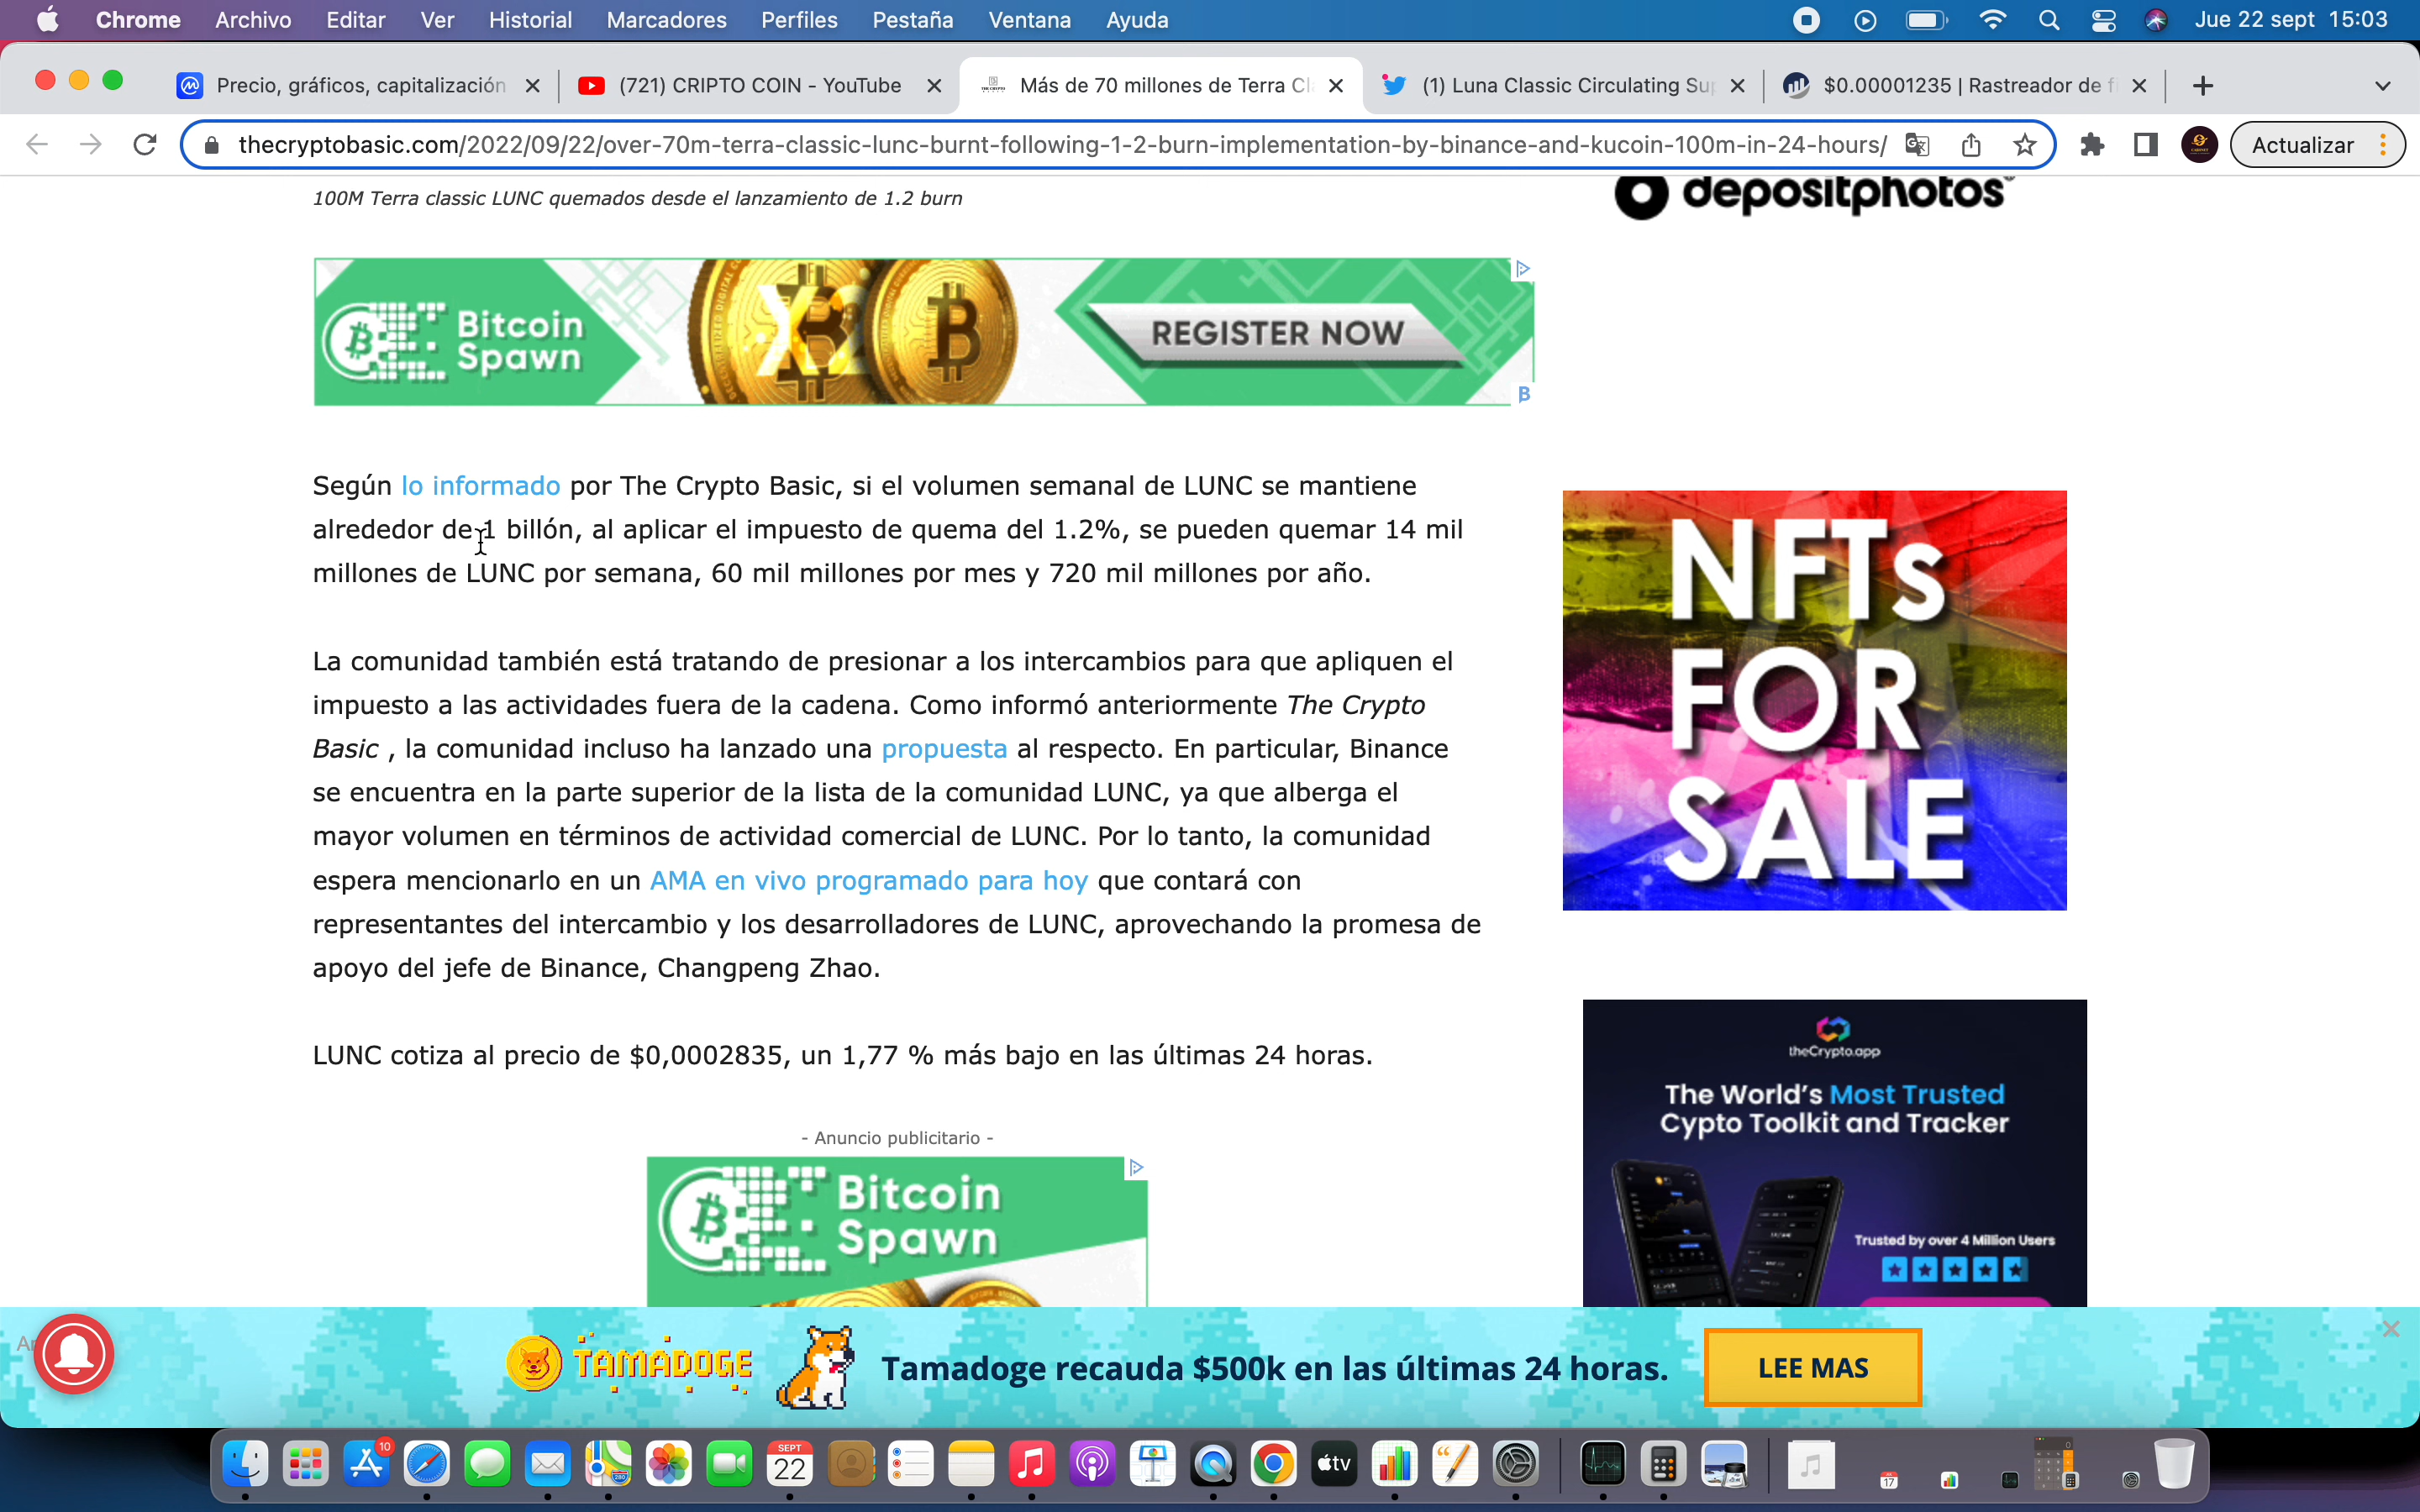 Chrome Archivo Editar Ver Historial Marcadores Perfiles Pestaña Ventana Ayuda Jue 22 sept 15:03
Precio, gráficos, capitalización (721) CRIPTO COIN - YouTube Más de 70 millones de Terra Cl (1) Luna Classic Circulating Su $0.00001235 | Rastreador de fi
thecryptobasic.com/2022/09/22/over-70m-terra-classic-lunc-burnt-following-1-2-burn-implementation-by-binance-and-kucoin-100m-in-24-hours/ Actualizar
depositphotos
100M Terra classic LUNC quemados desde el lanzamiento de 1.2 burn
Bitcoin
Spawn
X2
REGISTER NOW
Según lo informado por The Crypto Basic, si el volumen semanal de LUNC se mantiene
alrededor de 1 billón, al aplicar el impuesto de quema del 1.2%, se pueden quemar 14 mil
millones de LUNC por semana, 60 mil millones por mes y 720 mil millones por año.
La comunidad también está tratando de presionar a los intercambios para que apliquen el
impuesto a las actividades fuera de la cadena. Como informó anteriormente The Crypto
Basic , la comunidad incluso ha lanzado una propuesta al respecto. En particular, Binance
se encuentra en la parte superior de la lista de la comunidad LUNC, ya que alberga el
mayor volumen en términos de actividad comercial de LUNC. Por lo tanto, la comunidad
espera mencionarlo en un AMA en vivo programado para hoy que contará con
representantes del intercambio y los desarrolladores de LUNC, aprovechando la promesa de
apoyo del jefe de Binance, Changpeng Zhao.
LUNC cotiza al precio de $0,0002835, un 1,77 % más bajo en las últimas 24 horas.
- Anuncio publicitario -
Bitcoin
Spawn
NFTs
FOR
SALE
theCrypto.app
The World's Most Trusted
Cypto Toolkit and Tracker
Trusted by over 4 Million Users
TAMADOGE
Tamadoge recauda $500k en las últimas 24 horas.
LEE MAS
10
SEPT
22
tv
17